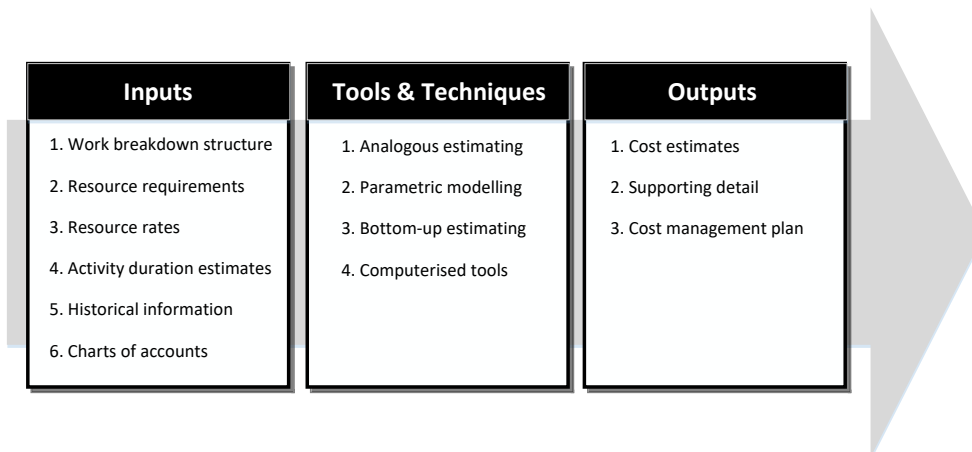 Inputs
1. Work breakdown structure
2. Resource requirements
3. Resource rates
4. Activity duration estimates
5. Historical information
6. Charts of accounts
Tools & Techniques
1. Analogous estimating
2. Parametric modelling
3. Bottom-up estimating
4. Computerised tools
Outputs
1. Cost estimates
2. Supporting detail
3. Cost management plan